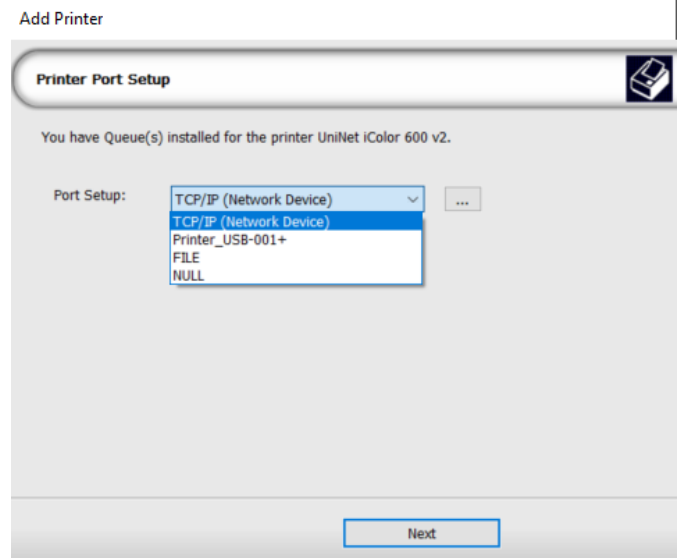 Add Printer
Printer Port Setup
You have Queue(s) installed for the printer UniNet iColor 600 v2.
Port Setup:
TCP/IP (Network Device)
...
TCP/IP (Network Device)
Printer_USB-001+
FILE
NULL
Next